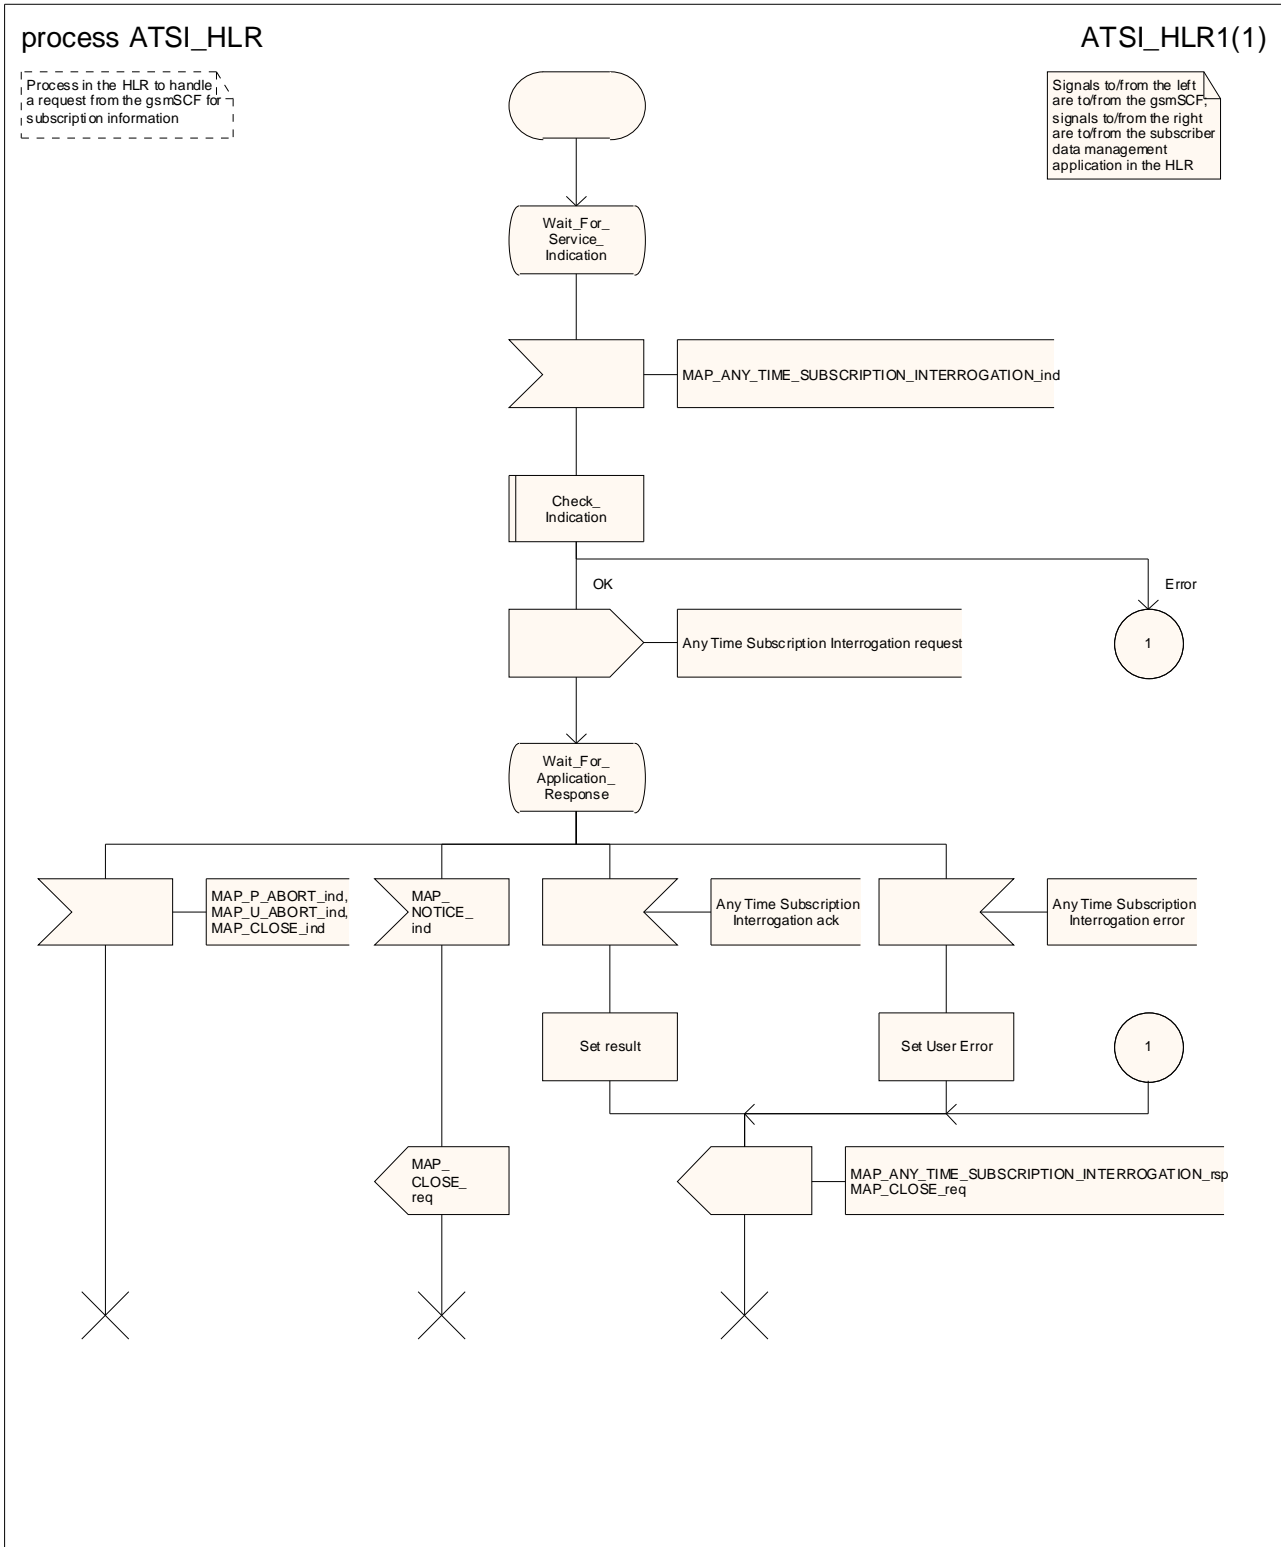 process ATSI_HLR
ATSI_HLR1(1)
Process in the HLR to handle
a request from the gsmSCF for
subscription information
Signals to/from the left
are to/from the gsmSCF;
signals to/from the right
are to/from the subscriber
data management
application in the HLR
Wait_For_
Service_
Indication
MAP_ANY_TIME_SUBSCRIPTION_INTERROGATION_ind
Check_
Indication
OK
Error
Any Time Subscription Interrogation request
1
Wait_For_
Application_
Response
MAP_P_ABORT_ind,
MAP_U_ABORT_ind,
MAP_CLOSE_ind
MAP_
NOTICE_
ind
Any Time Subscription
Interrogation ack
Any Time Subscription
Interrogation error
Set result
Set User Error
1
MAP_
CLOSE_
req
MAP_ANY_TIME_SUBSCRIPTION_INTERROGATION_rsp
MAP_CLOSE_req